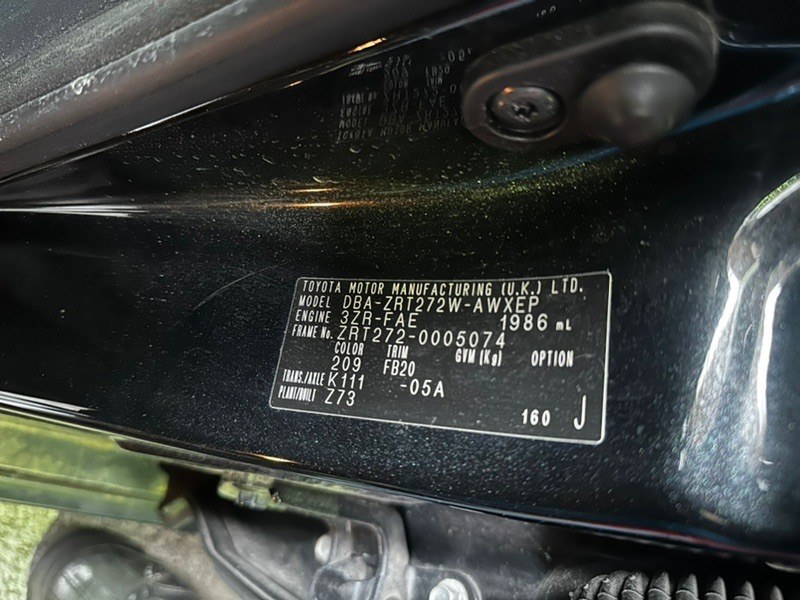 TOYOTA MOTOR MANUFACTURING (U.K.) LTD.
MODEL DBA-ZRT272W-AWXEP
ENGINE 3ZR-FAE 1986 mL
FRAME No. ZRT272-0005074
COLOR TRIM GVM(Kg) OPTION
209 FB20
TRANS./AXLE K111 -05A
PLANT/BUILT Z73
160 J